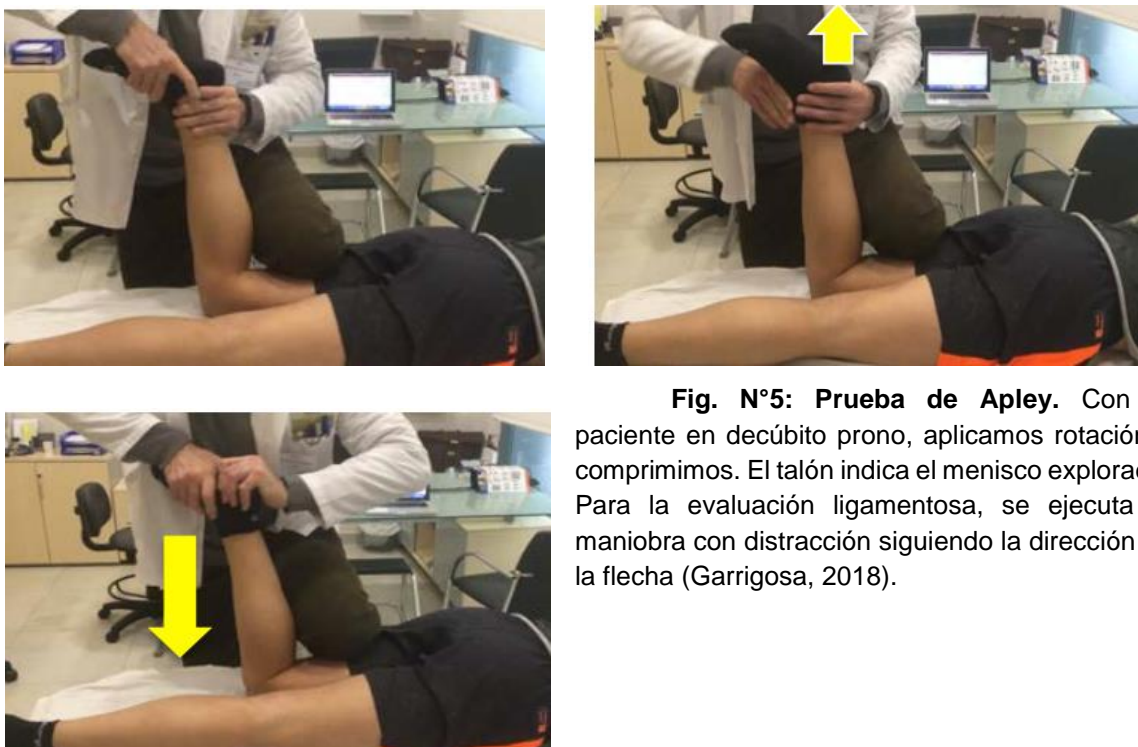 Fig. N°5: Prueba de Apley. Con
paciente en decúbito prono, aplicamos rotación
comprimimos. El talón indica el menisco explorad
Para la evaluación ligamentosa, se ejecuta
maniobra con distracción siguiendo la dirección
la flecha (Garrigosa, 2018).